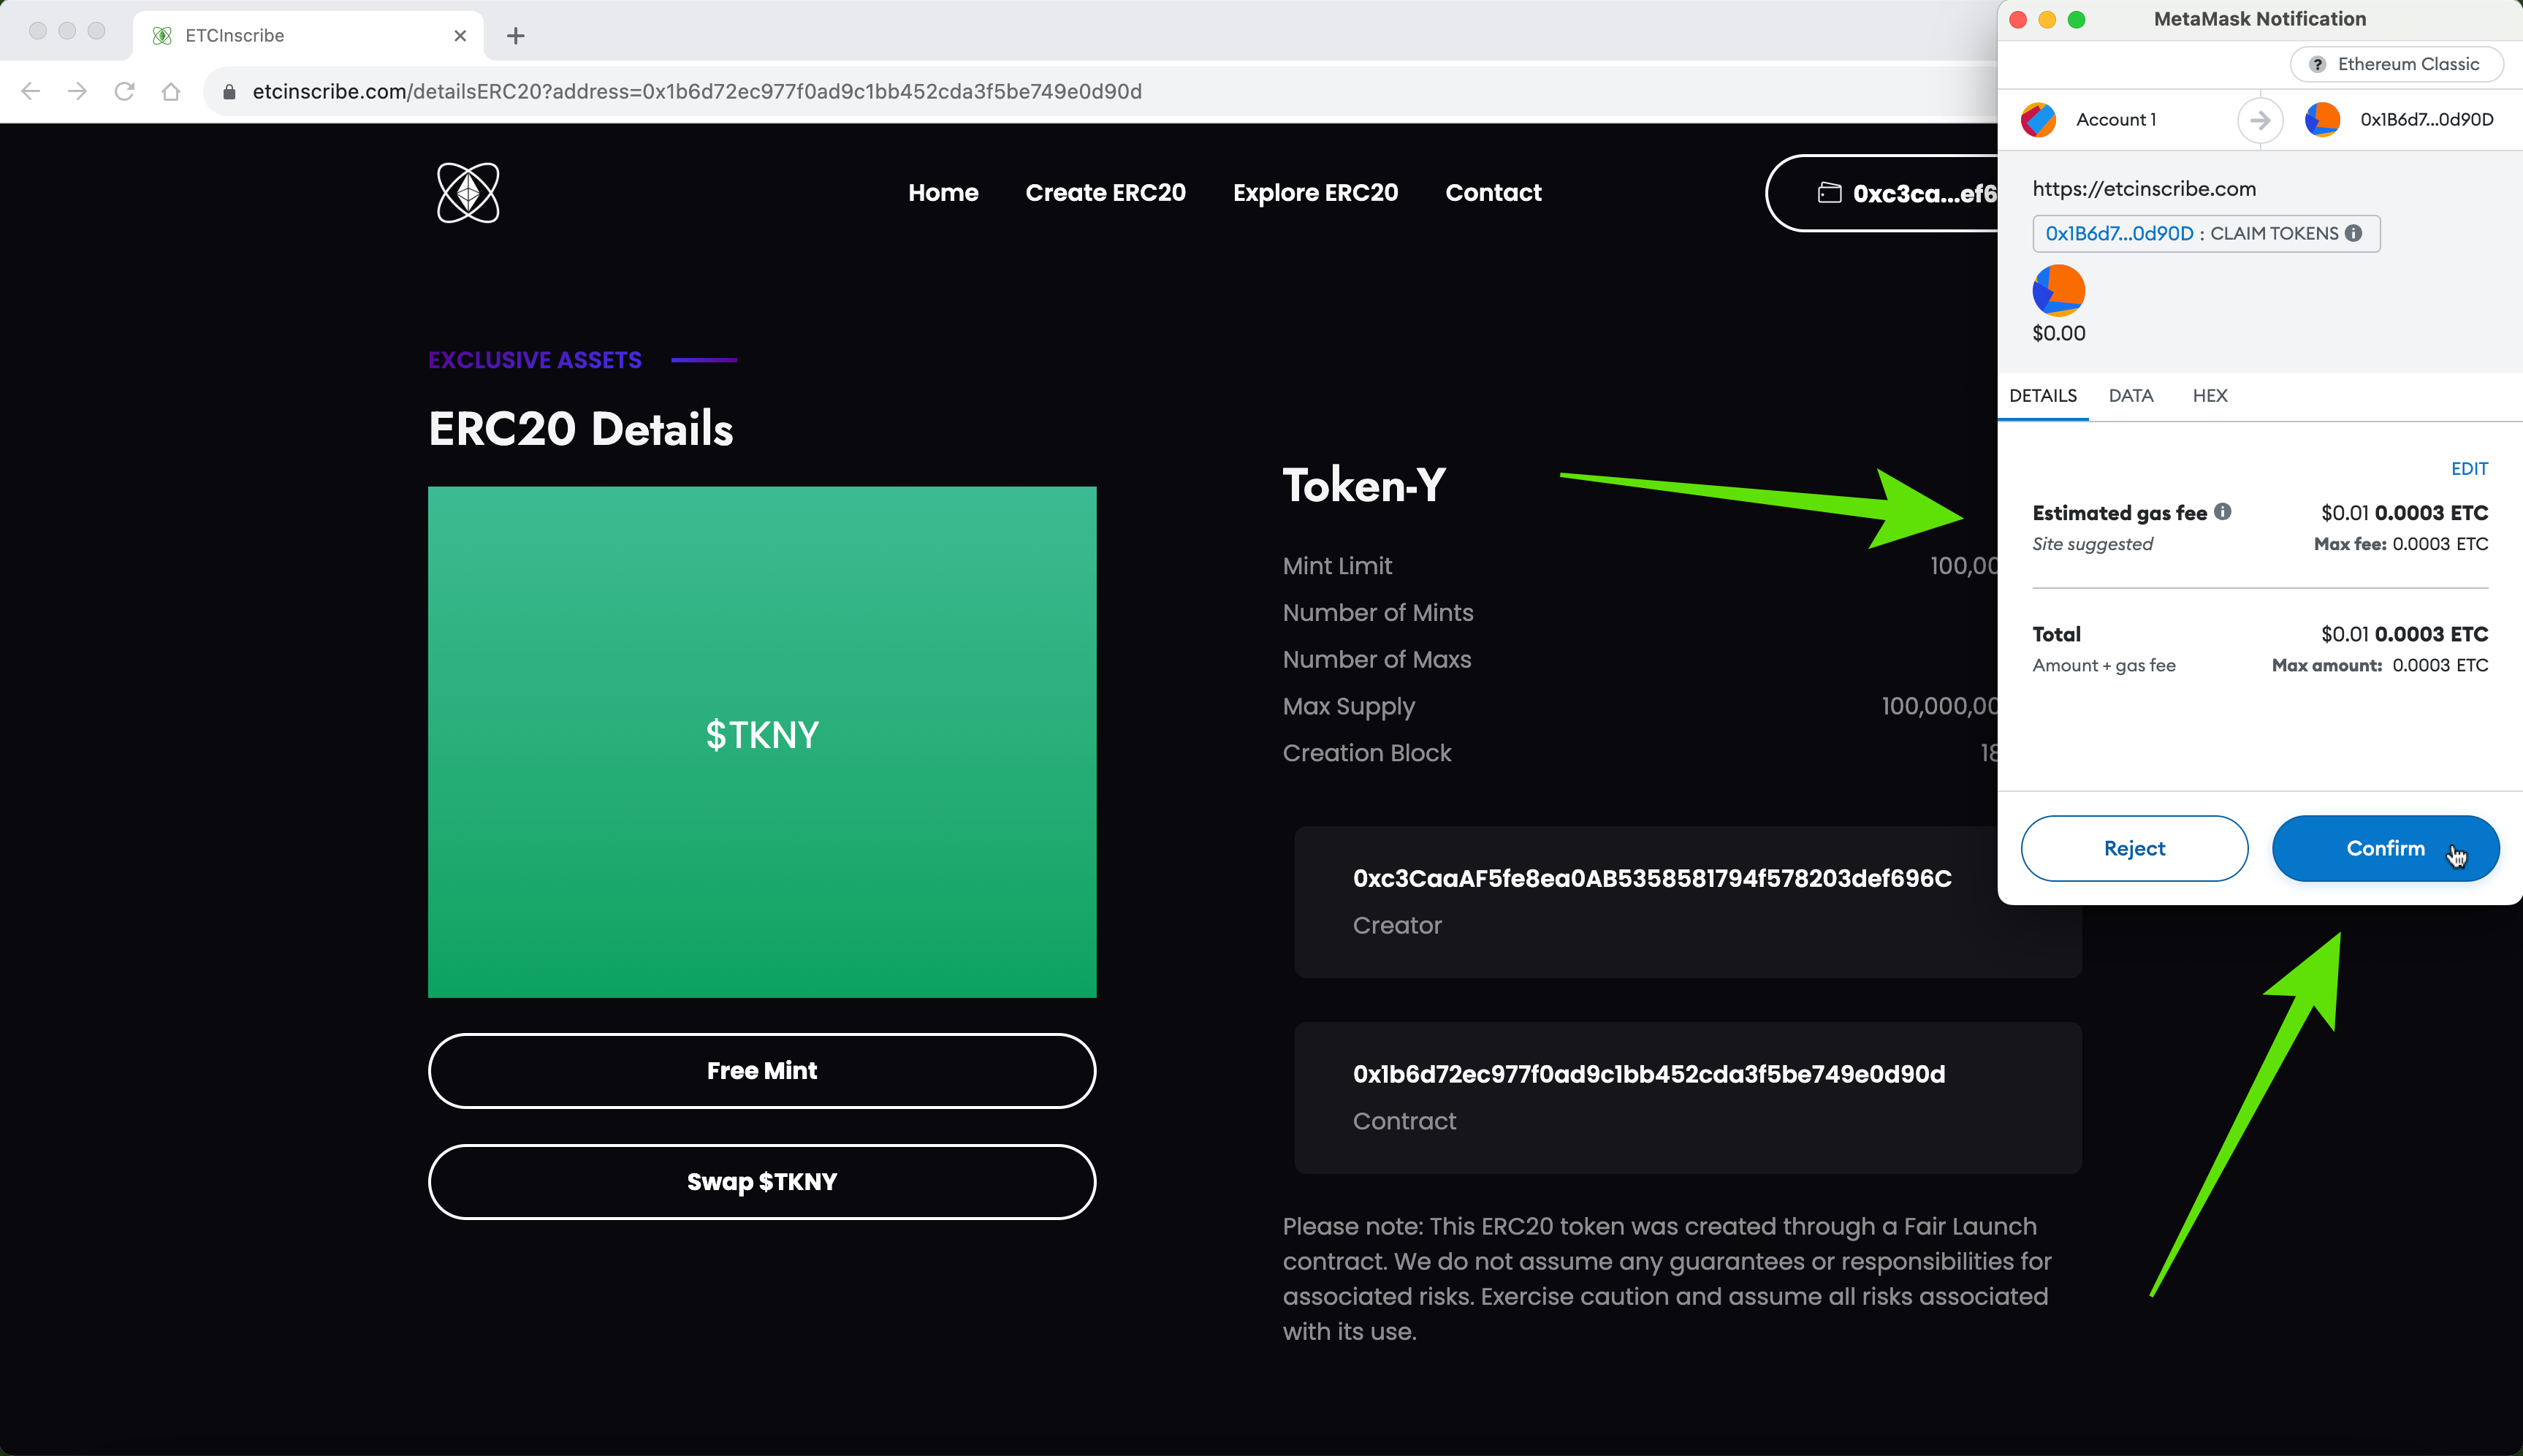 ETCInscribe
etcinscribe.com/detailsERC20?address=0x1b6d72ec977f0ad9c1bb452cda3f5be749e0d90d
Home Create ERC20 Explore ERC20 Contact
0xc3ca...ef6
EXCLUSIVE ASSETS
ERC20 Details
$TKNY
Free Mint
Swap $TKNY
Token-Y
Mint Limit 100,00
Number of Mints
Number of Maxs
Max Supply 100,000,00
Creation Block 18
0xc3CaaAF5fe8ea0AB5358581794f578203def696C
Creator
0x1b6d72ec977f0ad9c1bb452cda3f5be749e0d90d
Contract
Please note: This ERC20 token was created through a Fair Launch
contract. We do not assume any guarantees or responsibilities for
associated risks. Exercise caution and assume all risks associated
with its use.
MetaMask Notification
? Ethereum Classic
Account 1 0x1B6d7...0d90D
https://etcinscribe.com
0x1B6d7...0d90D : CLAIM TOKENS
$0.00
DETAILS DATA HEX
EDIT
Estimated gas fee $0.01 0.0003 ETC
Site suggested Max fee: 0.0003 ETC
Total $0.01 0.0003 ETC
Amount + gas fee Max amount: 0.0003 ETC
Reject Confirm